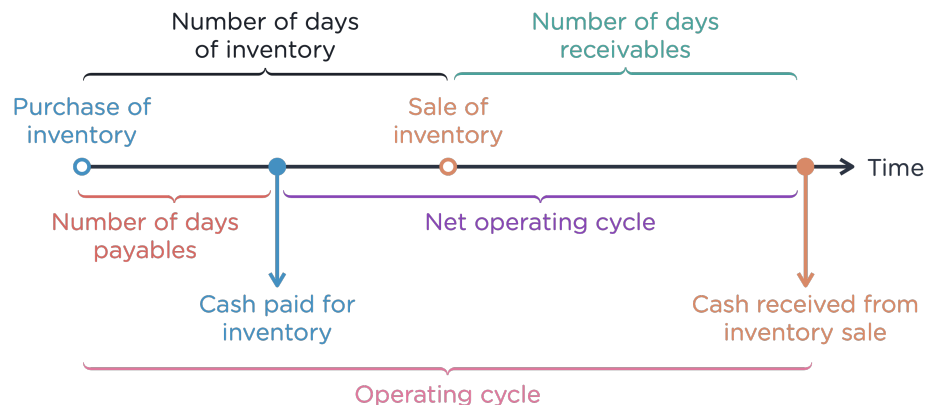 Number of days
of inventory
Number of days
receivables
Purchase of
inventory
Sale of
inventory
Time
Number of days
payables
Net operating cycle
Cash paid for
inventory
Cash received from
inventory sale
Operating cycle